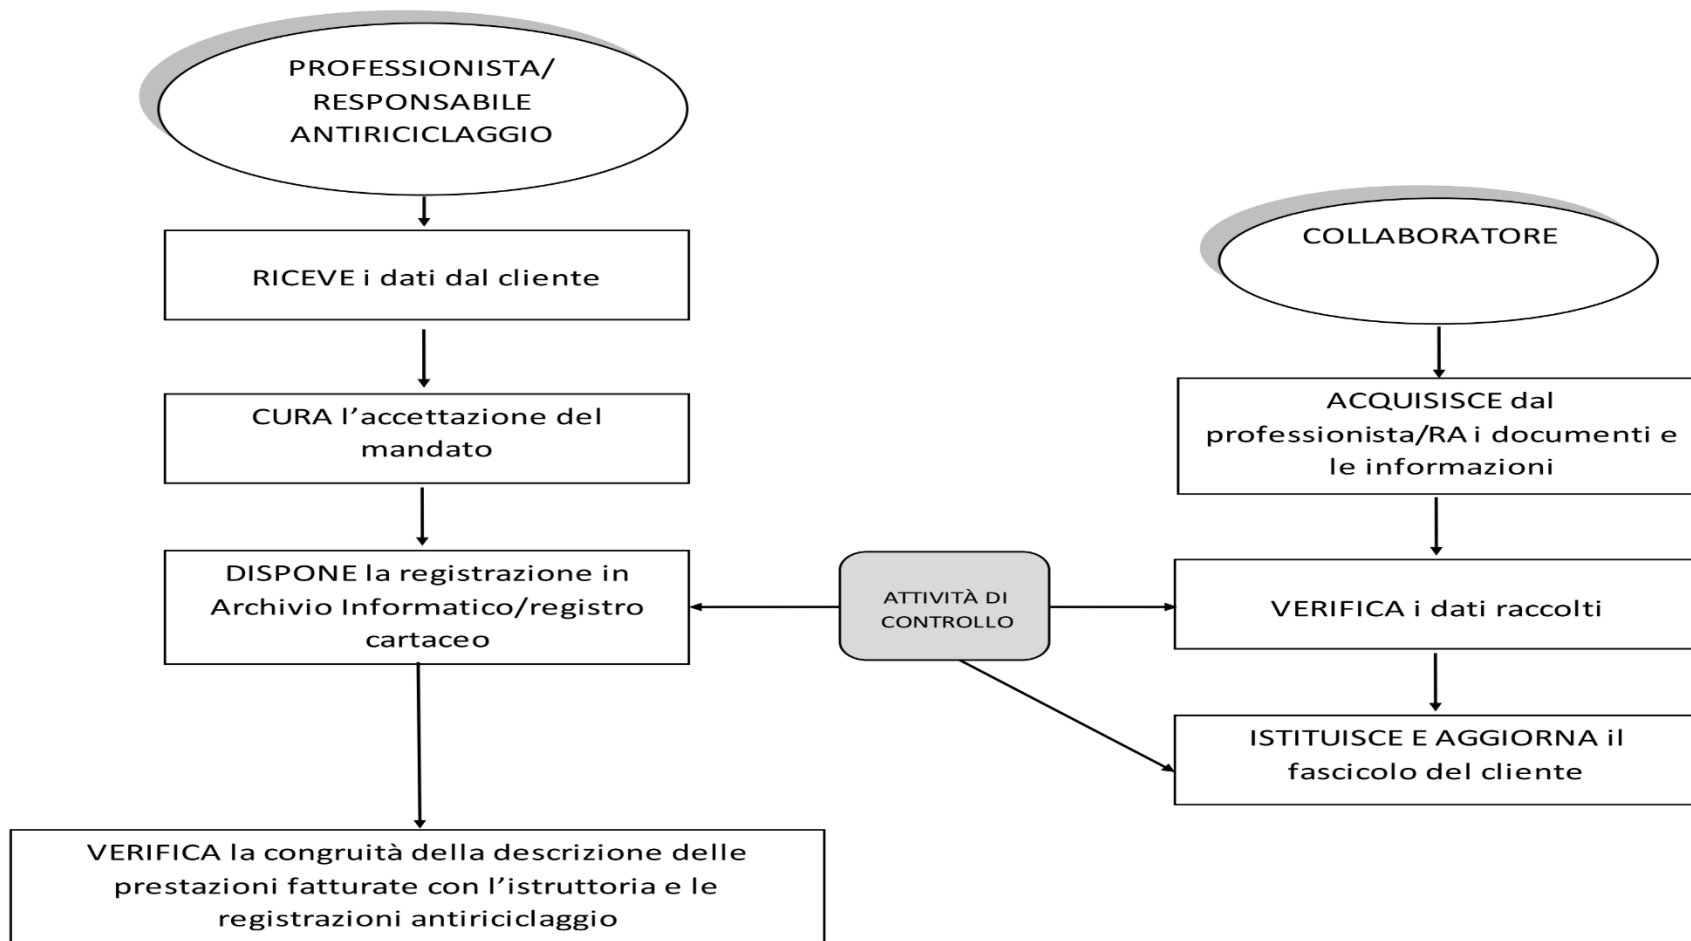 PROFESSIONISTA/
RESPONSABILE
ANTIRICICLAGGIO
RICEVE i dati dal cliente
CURA l’accettazione del
mandato
DISPONE la registrazione in
Archivio Informatico/registro
cartaceo
VERIFICA la congruità della descrizione delle
prestazioni fatturate con l’istruttoria e le
registrazioni antiriciclaggio
ATTIVITÀ DI
CONTROLLO
COLLABORATORE
ACQUISISCE dal
professionista/RA i documenti e
le informazioni
VERIFICA i dati raccolti
ISTITUISCE E AGGIORNA il
fascicolo del cliente